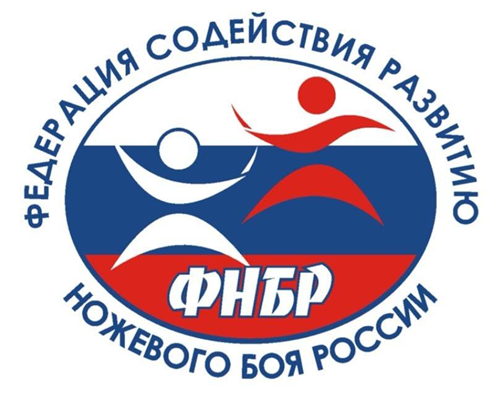 ФЕДЕРАЦИЯ СОДЕЙСТВИЯ РАЗВИТИЮ
ФНБР
НОЖЕВОГО БОЯ РОССИИ